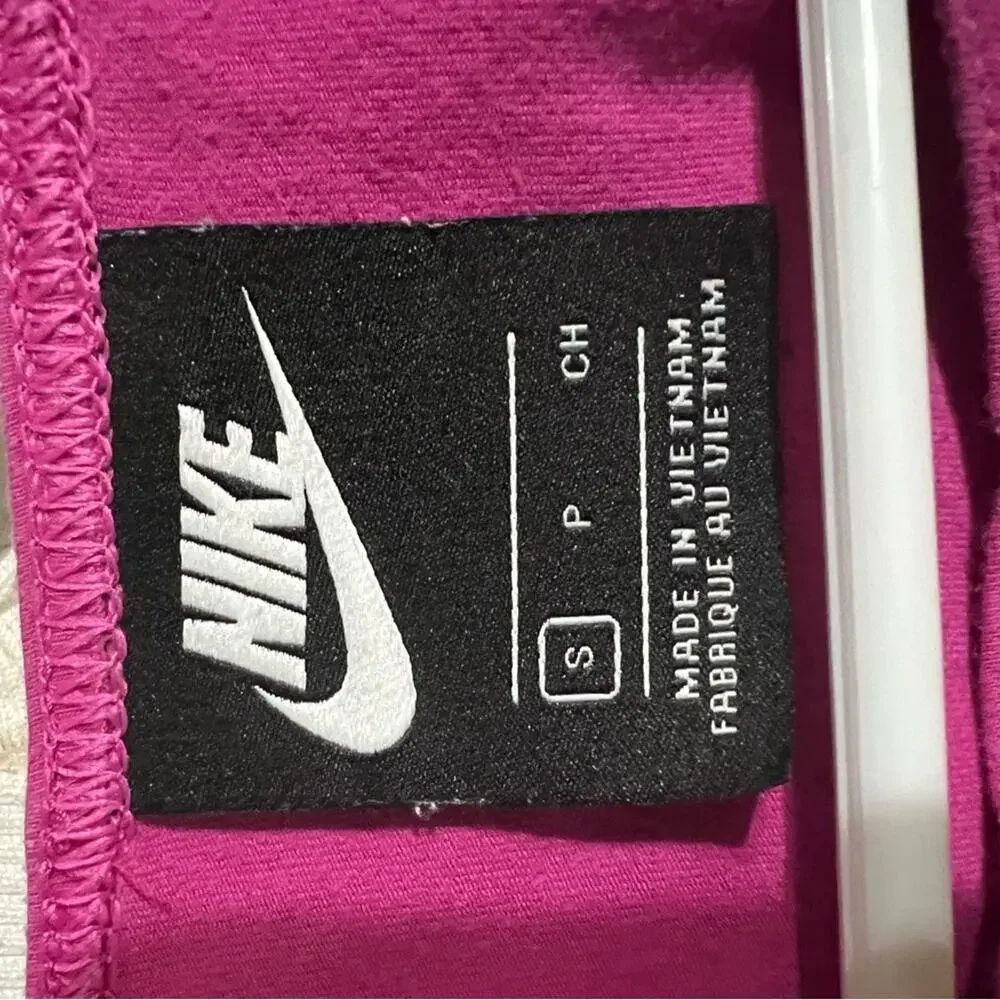 NIKE
S P CH
MADE IN VIETNAM
FABRIQUE AU VIETNAM